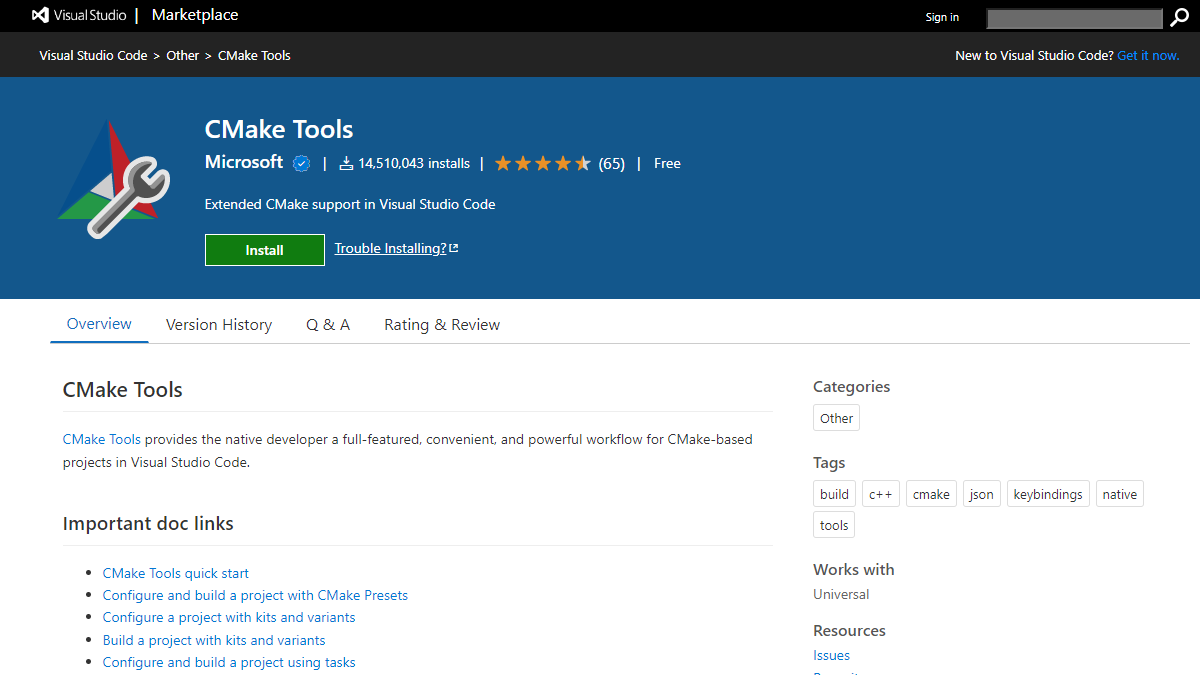 Visual Studio | Marketplace
Sign in
Visual Studio Code > Other > CMake Tools
New to Visual Studio Code? Get it now.
CMake Tools
Microsoft | 14,510,043 installs | (65) | Free
Extended CMake support in Visual Studio Code
Install
Trouble Installing?
Overview
Version History
Q & A
Rating & Review
CMake Tools
CMake Tools provides the native developer a full-featured, convenient, and powerful workflow for CMake-based
projects in Visual Studio Code.
Important doc links
• CMake Tools quick start
• Configure and build a project with CMake Presets
• Configure a project with kits and variants
• Build a project with kits and variants
• Configure and build a project using tasks
Categories
Other
Tags
build c++ cmake json keybindings native
tools
Works with
Universal
Resources
Issues